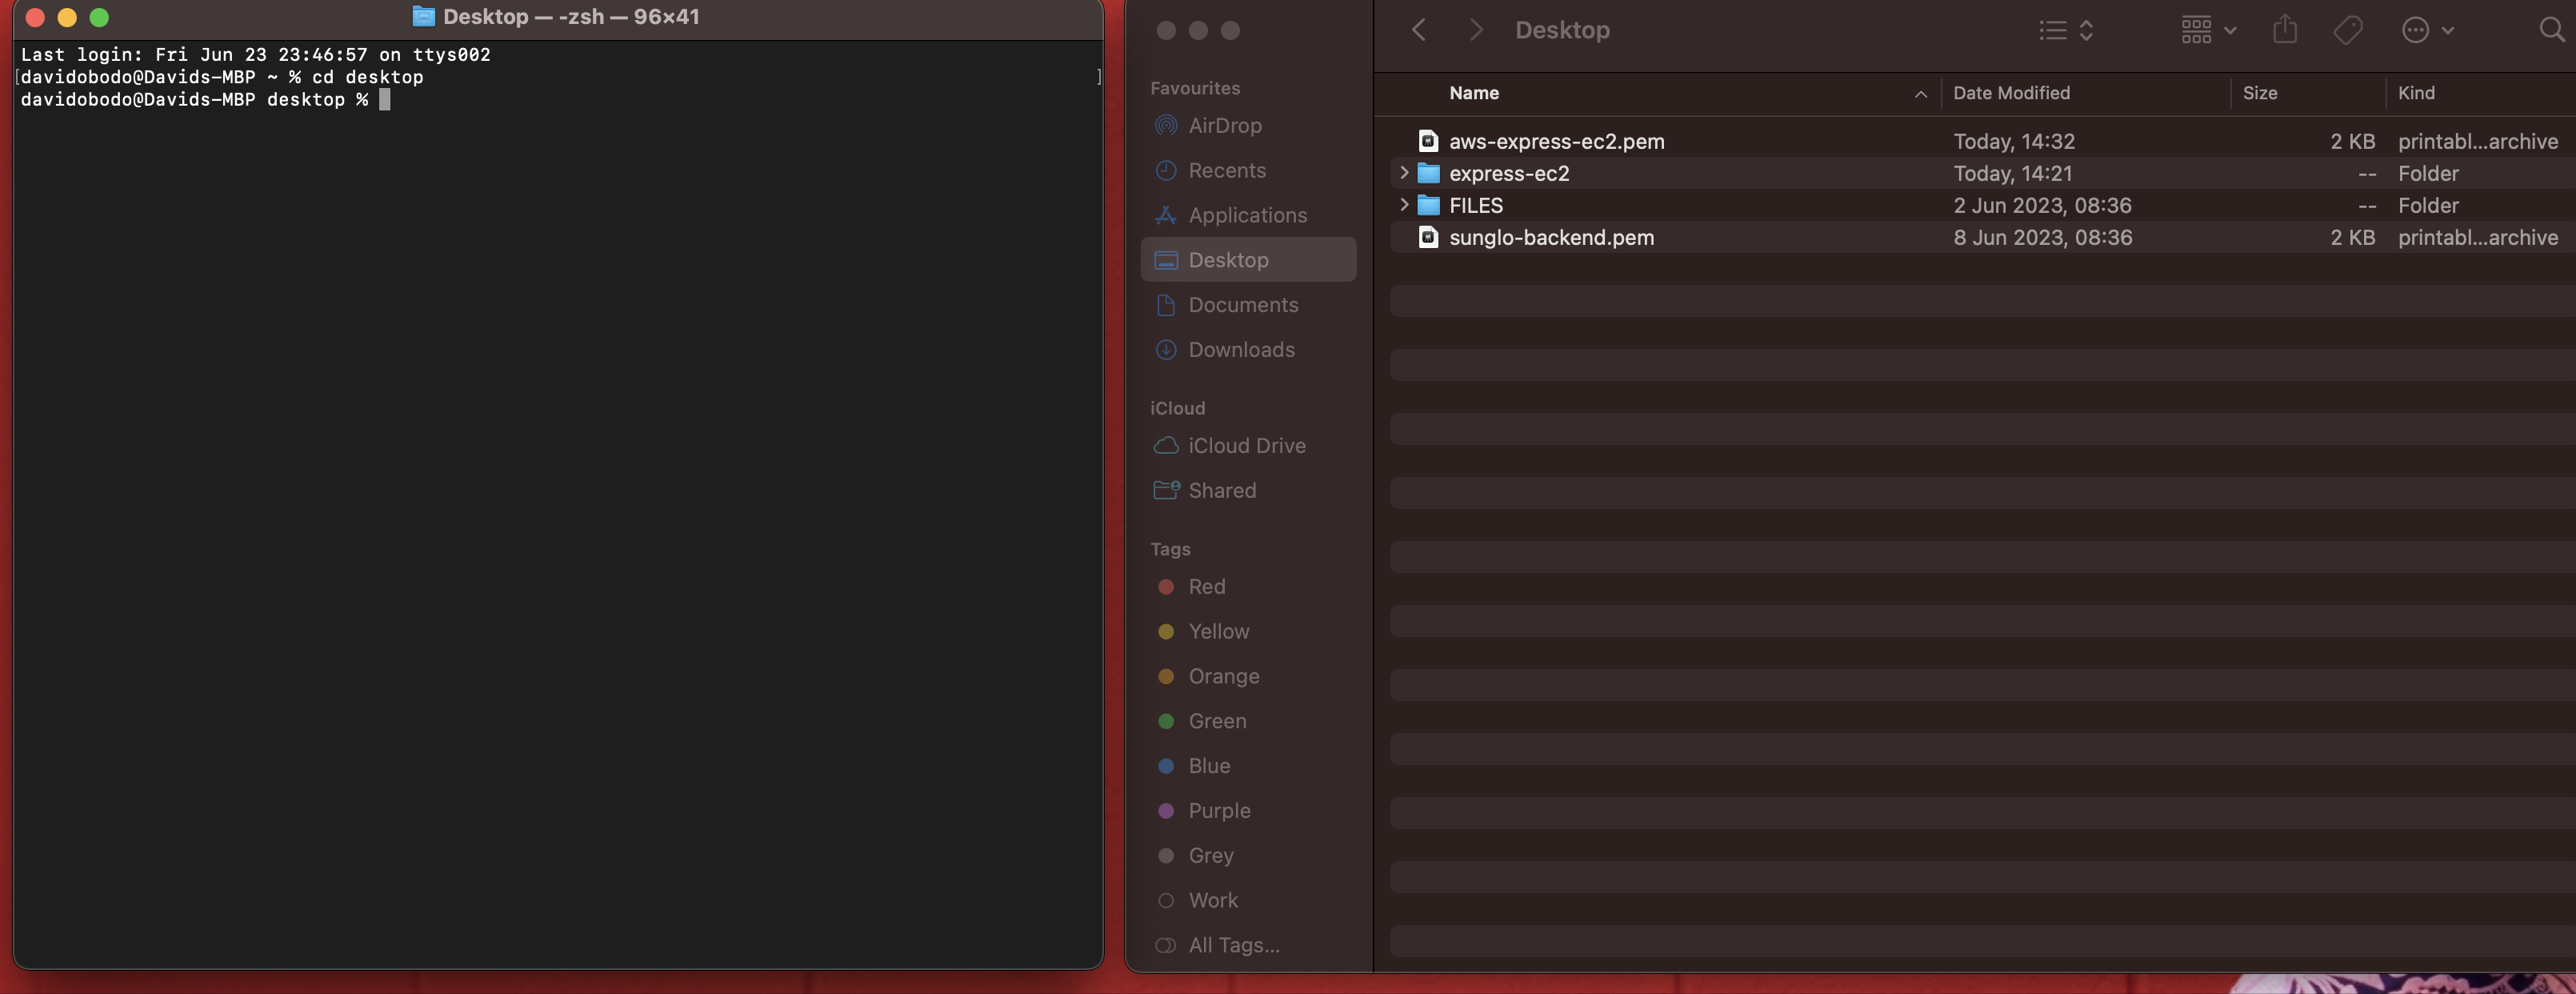 Desktop — -zsh — 96×41
Last login: Fri Jun 23 23:46:57 on ttys002
[davidobodo@Davids-MBP ~ % cd desktop ]
davidobodo@Davids-MBP desktop %
Favourites
AirDrop
Recents
Applications
Desktop
Documents
Downloads
iCloud
iCloud Drive
Shared
Tags
Red
Yellow
Orange
Green
Blue
Purple
Grey
Work
All Tags...
Desktop
Name Date Modified Size Kind
aws-express-ec2.pem Today, 14:32 2 KB printabl...archive
express-ec2 Today, 14:21 -- Folder
FILES 2 Jun 2023, 08:36 -- Folder
sunglo-backend.pem 8 Jun 2023, 08:36 2 KB printabl...archive